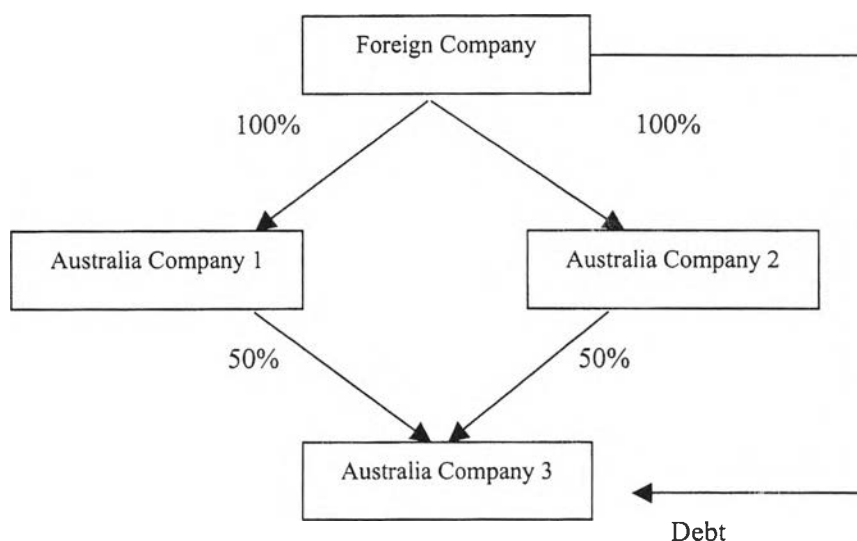 Foreign Company
100%
100%
Australia Company 1
Australia Company 2
50%
50%
Australia Company 3
Debt